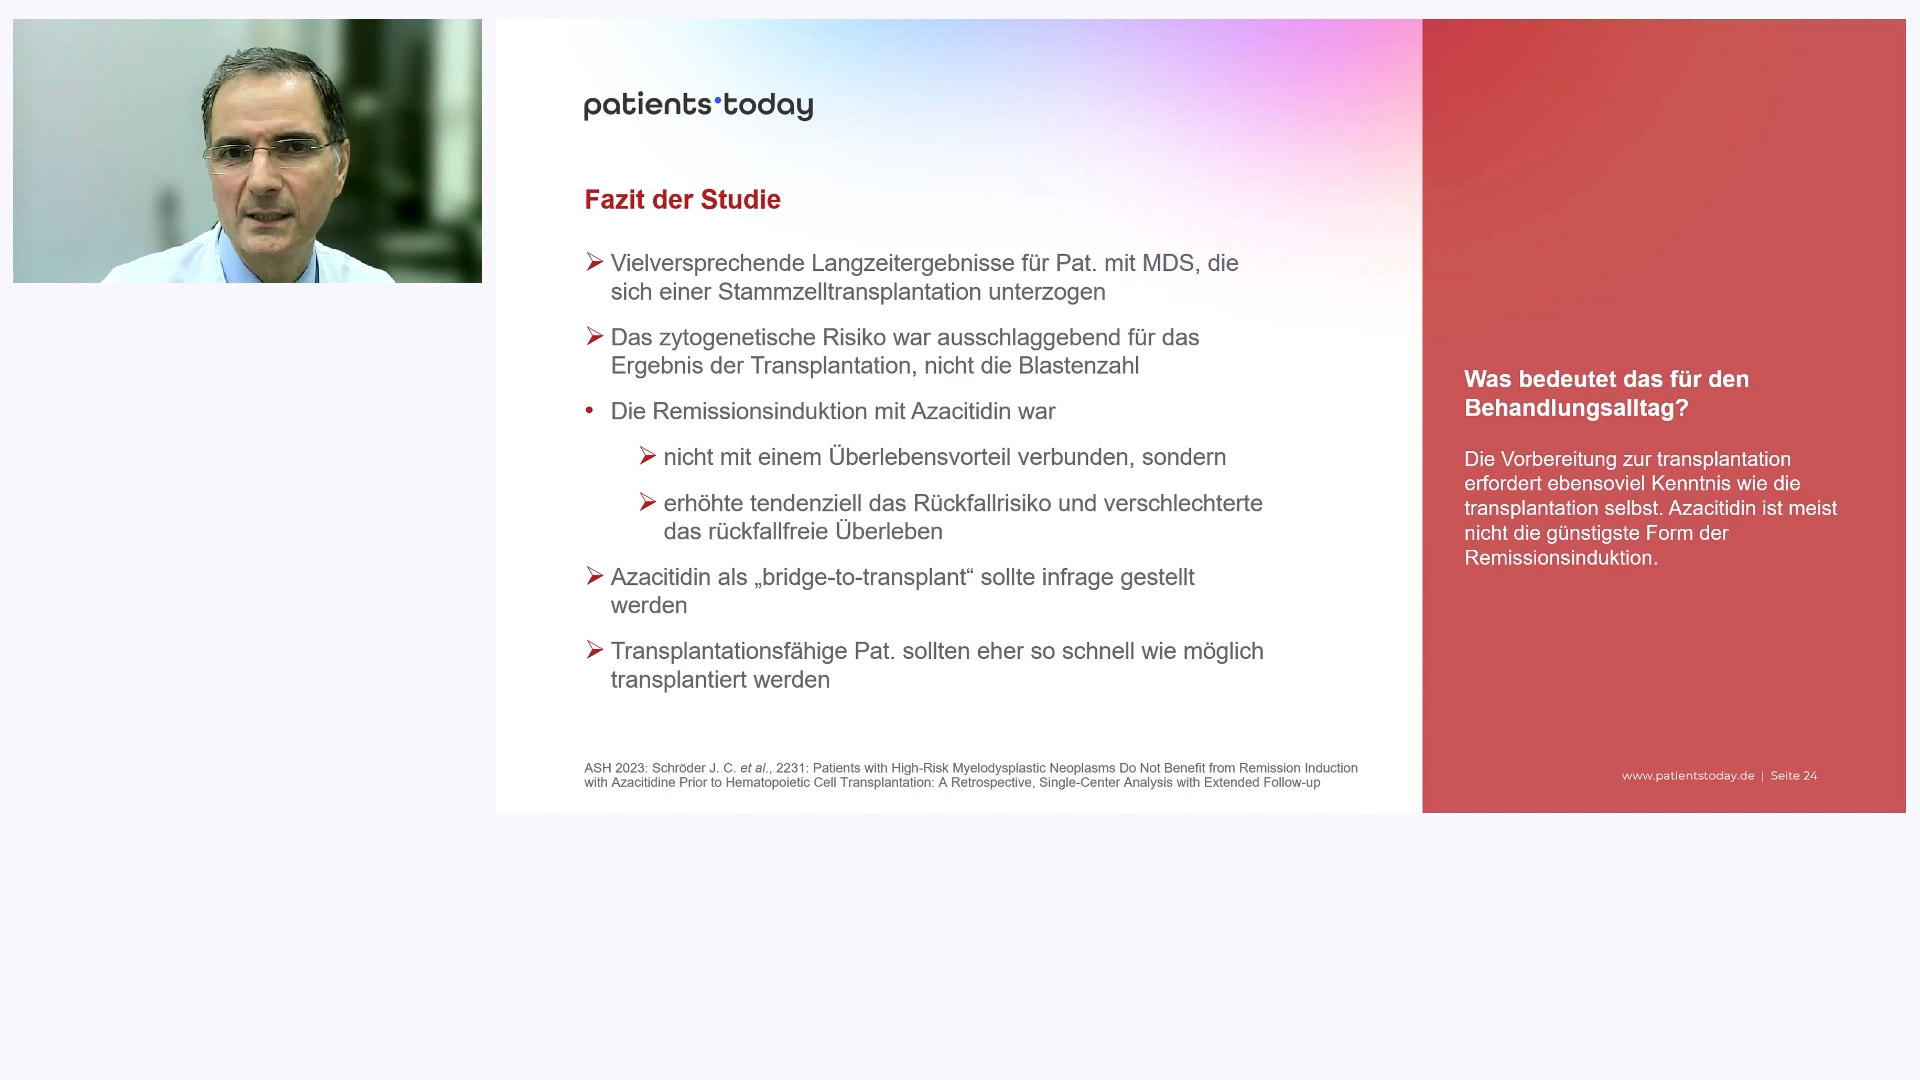 patients•today
Fazit der Studie
➢ Vielversprechende Langzeitergebnisse für Pat. mit MDS, die
sich einer Stammzelltransplantation unterzogen
➢ Das zytogenetische Risiko war ausschlaggebend für das
Ergebnis der Transplantation, nicht die Blastenzahl
• Die Remissionsinduktion mit Azacitidin war
➢ nicht mit einem Überlebensvorteil verbunden, sondern
➢ erhöhte tendenziell das Rückfallrisiko und verschlechterte
das rückfallfreie Überleben
➢ Azacitidin als „bridge-to-transplant“ sollte infrage gestellt
werden
➢ Transplantationsfähige Pat. sollten eher so schnell wie möglich
transplantiert werden
ASH 2023: Schröder J. C. et al., 2231: Patients with High-Risk Myelodysplastic Neoplasms Do Not Benefit from Remission Induction
with Azacitidine Prior to Hematopoietic Cell Transplantation: A Retrospective, Single-Center Analysis with Extended Follow-up
Was bedeutet das für den
Behandlungsalltag?
Die Vorbereitung zur transplantation
erfordert ebensoviel Kenntnis wie die
transplantation selbst. Azacitidin ist meist
nicht die günstigste Form der
Remissionsinduktion.
www.patientstoday.de | Seite 24